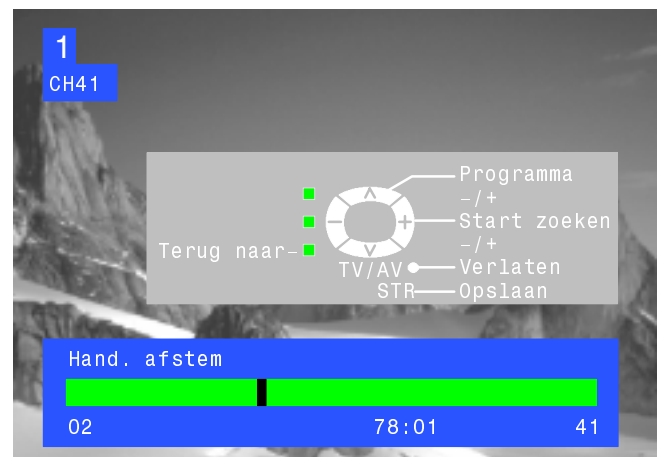 1
CH41
Programma
-/+
Start zoeken
-/+
Terug naar
TV/AV Verlaten
STR Opslaan
Hand. afstem
02 78:01 41